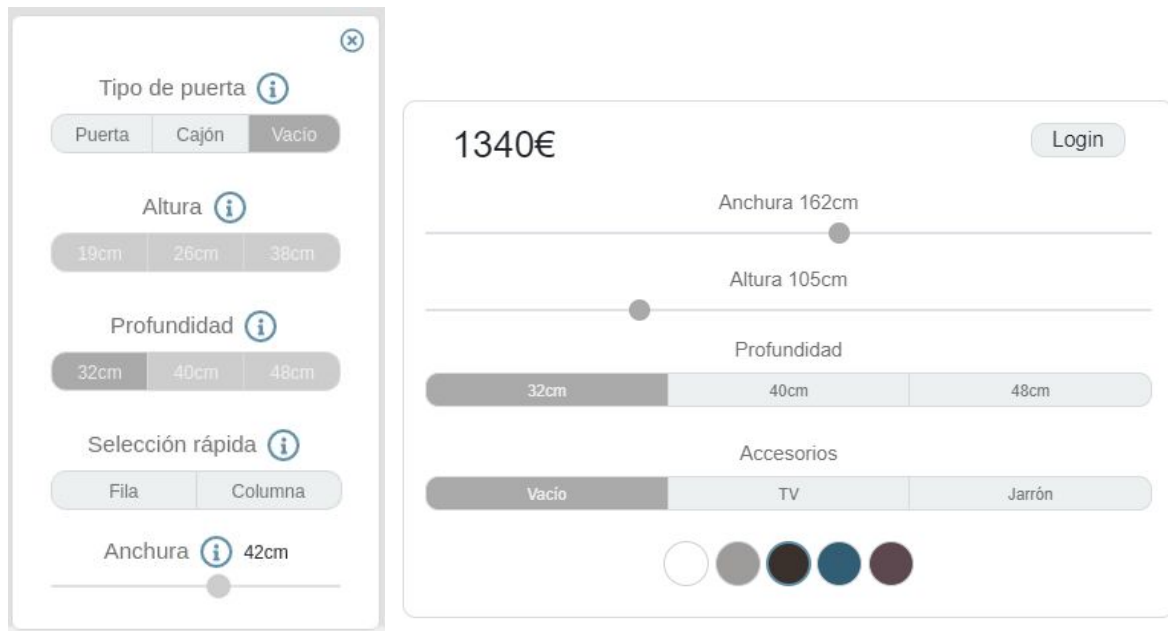 Tipo de puerta
Puerta Cajón Vacío
Altura
19cm 26cm 38cm
Profundidad
32cm 40cm 48cm
Selección rápida
Fila Columna
Anchura 42cm
1340€ Login
Anchura 162cm
Altura 105cm
Profundidad
32cm 40cm 48cm
Accesorios
Vacío TV Jarrón